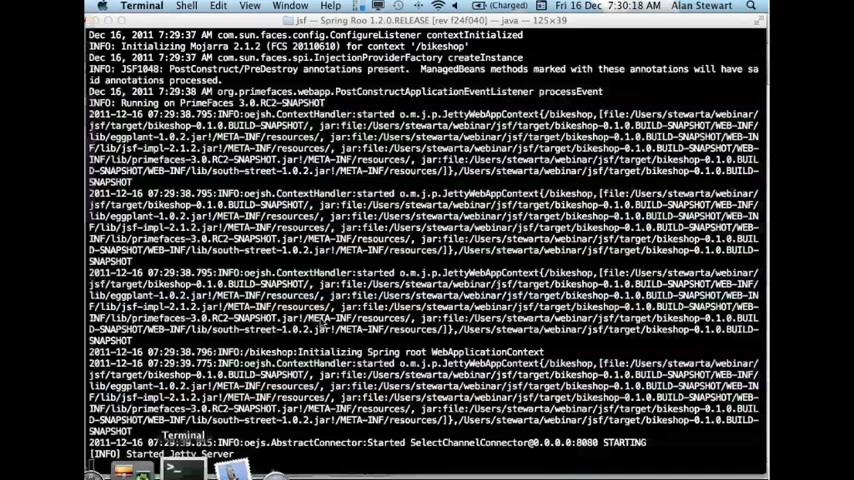 Terminal Shell Edit View Window Help (Charged) Fri 16 Dec 7:30:18 AM Alan Stewart
jsf — Spring Roo 1.2.0.RELEASE [rev f24f040] — java — 125×39
Dec 16, 2011 7:29:37 AM com.sun.faces.config.ConfigureListener contextInitialized
INFO: Initializing Mojarra 2.1.2 (FCS 20110610) for context '/bikeshop'
Dec 16, 2011 7:29:37 AM com.sun.faces.spi.InjectionProviderFactory createInstance
INFO: JSF1048: PostConstruct/PreDestroy annotations present.  ManagedBeans methods marked with these annotations will have sa
id annotations processed.
Dec 16, 2011 7:29:38 AM org.primefaces.webapp.PostConstructApplicationEventListener processEvent
INFO: Running on PrimeFaces 3.0.RC2-SNAPSHOT
2011-12-16 07:29:38.795:INFO:oejsh.ContextHandler:started o.m.j.p.JettyWebAppContext{/bikeshop,[file:/Users/stewarta/webinar/
jsf/target/bikeshop-0.1.0.BUILD-SNAPSHOT/, jar:file:/Users/stewarta/webinar/jsf/target/bikeshop-0.1.0.BUILD-SNAPSHOT/WEB-INF
/lib/eggplant-1.0.2.jar!/META-INF/resources/, jar:file:/Users/stewarta/webinar/jsf/target/bikeshop-0.1.0.BUILD-SNAPSHOT/WEB-IN
F/lib/jsf-impl-2.1.2.jar!/META-INF/resources/, jar:file:/Users/stewarta/webinar/jsf/target/bikeshop-0.1.0.BUILD-SNAPSHOT/WEB-
INF/lib/primefaces-3.0.RC2-SNAPSHOT.jar!/META-INF/resources/, jar:file:/Users/stewarta/webinar/jsf/target/bikeshop-0.1.0.BUIL
D-SNAPSHOT/WEB-INF/lib/south-street-1.0.2.jar!/META-INF/resources/]},/Users/stewarta/webinar/jsf/target/bikeshop-0.1.0.BUILD-
SNAPSHOT
2011-12-16 07:29:38.795:INFO:oejsh.ContextHandler:started o.m.j.p.JettyWebAppContext{/bikeshop,[file:/Users/stewarta/webinar/
jsf/target/bikeshop-0.1.0.BUILD-SNAPSHOT/, jar:file:/Users/stewarta/webinar/jsf/target/bikeshop-0.1.0.BUILD-SNAPSHOT/WEB-INF
/lib/eggplant-1.0.2.jar!/META-INF/resources/, jar:file:/Users/stewarta/webinar/jsf/target/bikeshop-0.1.0.BUILD-SNAPSHOT/WEB-IN
F/lib/jsf-impl-2.1.2.jar!/META-INF/resources/, jar:file:/Users/stewarta/webinar/jsf/target/bikeshop-0.1.0.BUILD-SNAPSHOT/WEB-
INF/lib/primefaces-3.0.RC2-SNAPSHOT.jar!/META-INF/resources/, jar:file:/Users/stewarta/webinar/jsf/target/bikeshop-0.1.0.BUIL
D-SNAPSHOT/WEB-INF/lib/south-street-1.0.2.jar!/META-INF/resources/]},/Users/stewarta/webinar/jsf/target/bikeshop-0.1.0.BUILD-
SNAPSHOT
2011-12-16 07:29:38.795:INFO:oejsh.ContextHandler:started o.m.j.p.JettyWebAppContext{/bikeshop,[file:/Users/stewarta/webinar/
jsf/target/bikeshop-0.1.0.BUILD-SNAPSHOT/, jar:file:/Users/stewarta/webinar/jsf/target/bikeshop-0.1.0.BUILD-SNAPSHOT/WEB-INF
/lib/eggplant-1.0.2.jar!/META-INF/resources/, jar:file:/Users/stewarta/webinar/jsf/target/bikeshop-0.1.0.BUILD-SNAPSHOT/WEB-IN
F/lib/jsf-impl-2.1.2.jar!/META-INF/resources/, jar:file:/Users/stewarta/webinar/jsf/target/bikeshop-0.1.0.BUILD-SNAPSHOT/WEB-
INF/lib/primefaces-3.0.RC2-SNAPSHOT.jar!/META-INF/resources/, jar:file:/Users/stewarta/webinar/jsf/target/bikeshop-0.1.0.BUIL
D-SNAPSHOT/WEB-INF/lib/south-street-1.0.2.jar!/META-INF/resources/]},/Users/stewarta/webinar/jsf/target/bikeshop-0.1.0.BUILD-
SNAPSHOT
2011-12-16 07:29:38.796:INFO:/bikeshop:Initializing Spring root WebApplicationContext
2011-12-16 07:29:39.775:INFO:oejsh.ContextHandler:started o.m.j.p.JettyWebAppContext{/bikeshop,[file:/Users/stewarta/webinar/
jsf/target/bikeshop-0.1.0.BUILD-SNAPSHOT/, jar:file:/Users/stewarta/webinar/jsf/target/bikeshop-0.1.0.BUILD-SNAPSHOT/WEB-INF
/lib/eggplant-1.0.2.jar!/META-INF/resources/, jar:file:/Users/stewarta/webinar/jsf/target/bikeshop-0.1.0.BUILD-SNAPSHOT/WEB-IN
F/lib/jsf-impl-2.1.2.jar!/META-INF/resources/, jar:file:/Users/stewarta/webinar/jsf/target/bikeshop-0.1.0.BUILD-SNAPSHOT/WEB-
INF/lib/primefaces-3.0.RC2-SNAPSHOT.jar!/META-INF/resources/, jar:file:/Users/stewarta/webinar/jsf/target/bikeshop-0.1.0.BUIL
D-SNAPSHOT/WEB-INF/lib/south-street-1.0.2.jar!/META-INF/resources/]},/Users/stewarta/webinar/jsf/target/bikeshop-0.1.0.BUILD-
SNAPSHOT
Terminal
2011-12-16 07:29:39.815:INFO:oejs.AbstractConnector:Started SelectChannelConnector@0.0.0.0:8080 STARTING
[INFO] Started Jetty Server